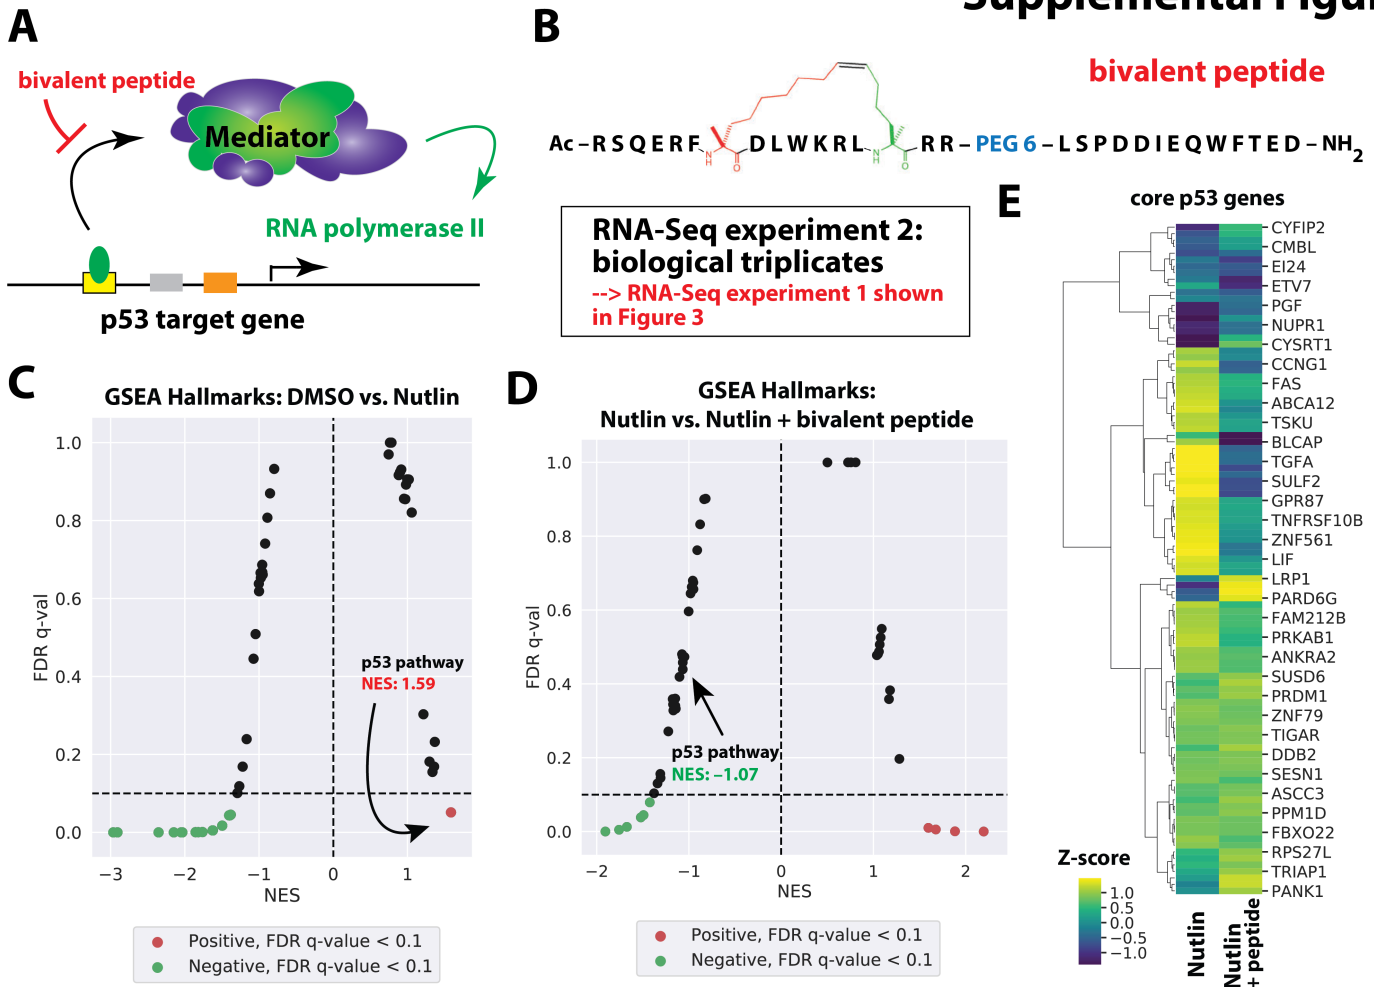 Supplemental Figur
A
bivalent peptide
Mediator
RNA polymerase II
p53 target gene
B
bivalent peptide
Ac–RSQERF
NH
O
DLWKRL
NH
O
RR–PEG 6–LSPDDIEQWFTED–NH2
RNA-Seq experiment 2:
biological triplicates
--> RNA-Seq experiment 1 shown
in Figure 3
C
GSEA Hallmarks: DMSO vs. Nutlin
FDR q-val
1.0
0.8
0.6
0.4
0.2
0.0
p53 pathway
NES: 1.59
−3
−2
−1
0
1
NES
Positive, FDR q-value < 0.1
Negative, FDR q-value < 0.1
D
GSEA Hallmarks:
Nutlin vs. Nutlin + bivalent peptide
FDR q-val
1.0
0.8
0.6
0.4
0.2
0.0
p53 pathway
NES: –1.07
−2
−1
0
1
2
NES
Positive, FDR q-value < 0.1
Negative, FDR q-value < 0.1
E
core p53 genes
CYFIP2
CMBL
EI24
ETV7
PGF
NUPR1
CYSRT1
CCNG1
FAS
ABCA12
TSKU
BLCAP
TGFA
SULF2
GPR87
TNFRSF10B
ZNF561
LIF
LRP1
PARD6G
FAM212B
PRKAB1
ANKRA2
SUSD6
PRDM1
ZNF79
TIGAR
DDB2
SESN1
ASCC3
PPM1D
FBXO22
RPS27L
TRIAP1
PANK1
Z-score
1.0
0.5
0.0
−0.5
−1.0
Nutlin
Nutlin
+ peptide